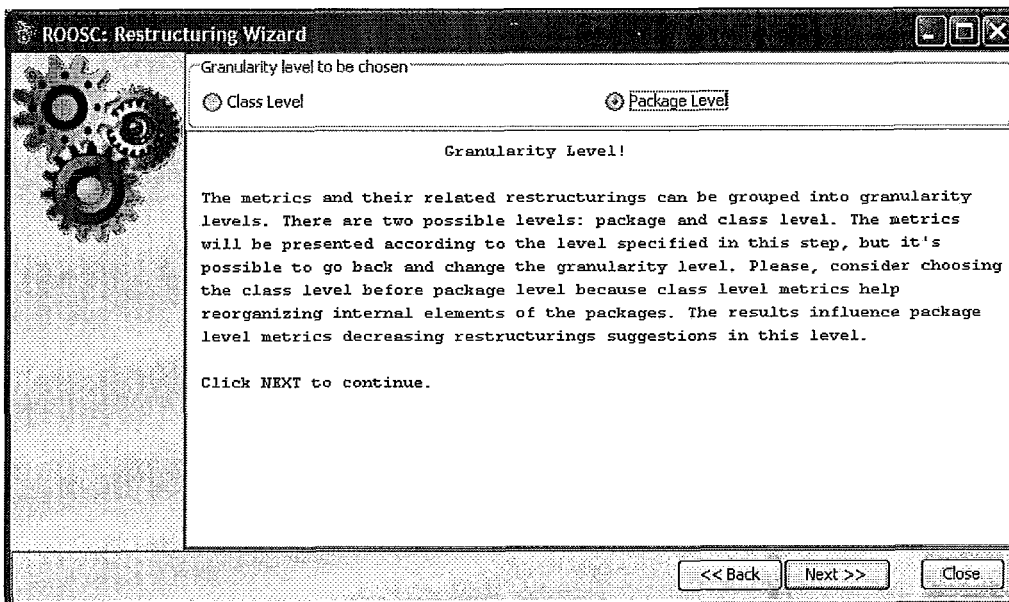 ROOSC: Restructuring Wizard
Granularity level to be chosen
Class Level
Package Level
Granularity Level!
The metrics and their related restructurings can be grouped into granularity
levels. There are two possible levels: package and class level. The metrics
will be presented according to the level specified in this step, but it's
possible to go back and change the granularity level. Please, consider choosing
the class level before package level because class level metrics help
reorganizing internal elements of the packages. The results influence package
level metrics decreasing restructurings suggestions in this level.
Click NEXT to continue.
<< Back
Next >>
Close